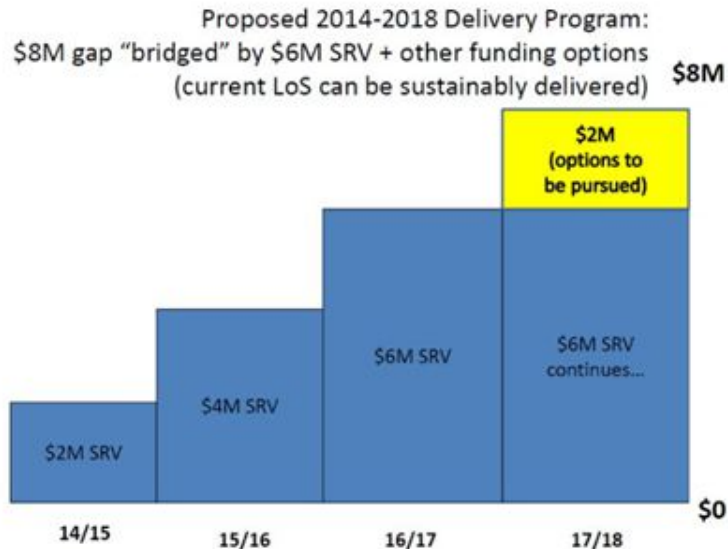 Proposed 2014-2018 Delivery Program:
$8M gap “bridged” by $6M SRV + other funding options
(current LoS can be sustainably delivered)
$8M
$2M
(options to
be pursued)
$6M SRV
$6M SRV
continues...
$4M SRV
$2M SRV
$0
14/15
15/16
16/17
17/18